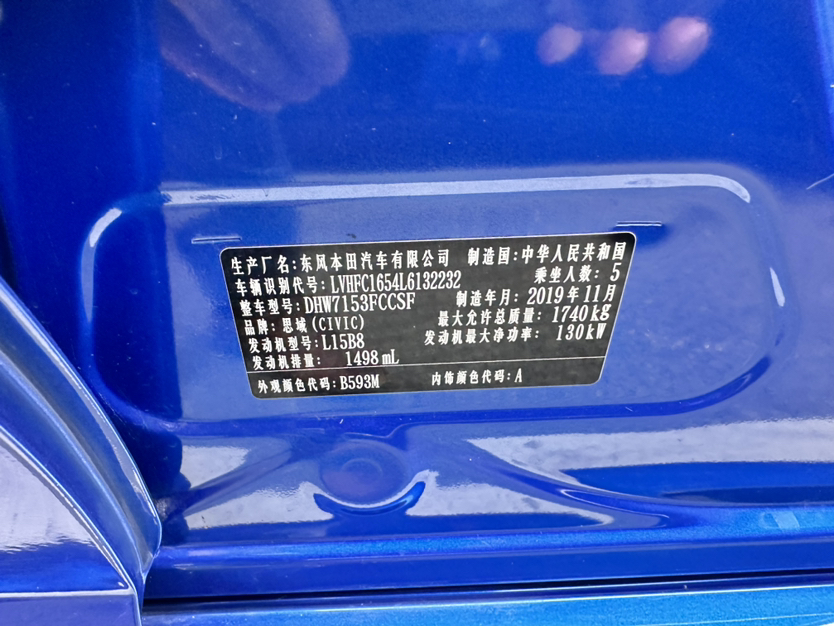 生产厂名:东风本田汽车有限公司 制造国:中华人民共和国
车辆识别代号:LVHFC1654L6132232 乘坐人数:5
整车型号:DHW7153FCCSF 制造年月:2019年11月
品牌:思域(CIVIC) 最大允许总质量:1740kg
发动机型号:L15B8 发动机最大净功率:130kW
发动机排量: 1498mL
外观颜色代码:B593M 内饰颜色代码:A